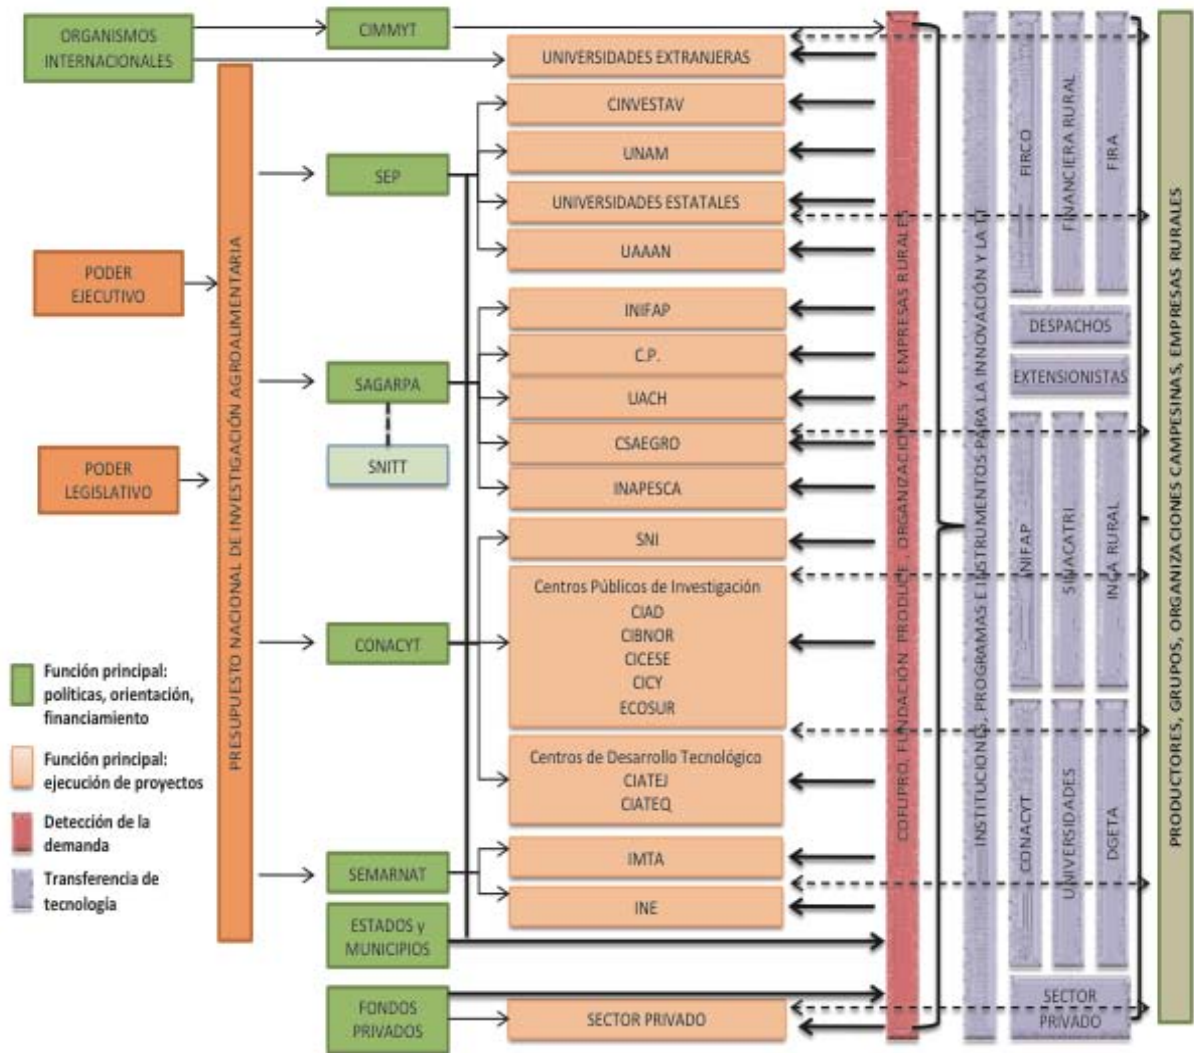 ORGANISMOS
INTERNACIONALES
CIMMYT
UNIVERSIDADES EXTRANJERAS
CINVESTAV
SEP
UNAM
UNIVERSIDADES ESTATALES
UAAAN
PODER
EJECUTIVO
PODER
LEGISLATIVO
PRESUPUESTO NACIONAL DE INVESTIGACIÓN AGROALIMENTARIA
INIFAP
C.P.
SAGARPA
UACH
CSAEGRO
SNITT
INAPESCA
SNI
CONACYT
Centros Públicos de Investigación
CIAD
CIBNOR
CICESE
CICY
ECOSUR
Centros de Desarrollo Tecnológico
CIATEJ
CIATEQ
SEMARNAT
IMTA
INE
ESTADOS y
MUNICIPIOS
FONDOS
PRIVADOS
SECTOR PRIVADO
COFUPRO, FUNDACIÓN PRODUCE , ORGANIZACIONES Y EMPRESAS RURALES
INSTITUCIONES, PROGRAMAS E INSTRUMENTOS PARA LA INNOVACIÓN Y LA TT
FIRCO
FINANCIERA RURAL
FIRA
DESPACHOS
EXTENSIONISTAS
INIFAP
SINACATRI
INCA RURAL
CONACYT
UNIVERSIDADES
DGETA
SECTOR
PRIVADO
PRODUCTORES, GRUPOS, ORGANIZACIONES CAMPESINAS, EMPRESAS RURALES
Función principal:
políticas, orientación,
financiamiento
Función principal:
ejecución de proyectos
Detección de la
demanda
Transferencia de
tecnología